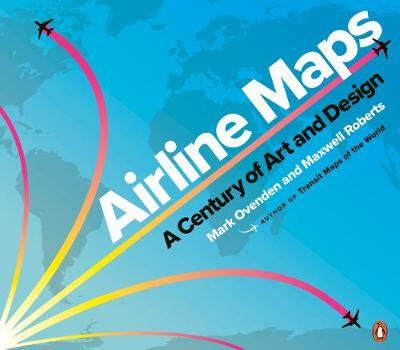 Airline Maps
A Century of Art and Design
Mark Ovenden and Maxwell Roberts
AUTHOR OF Transit Maps of the World